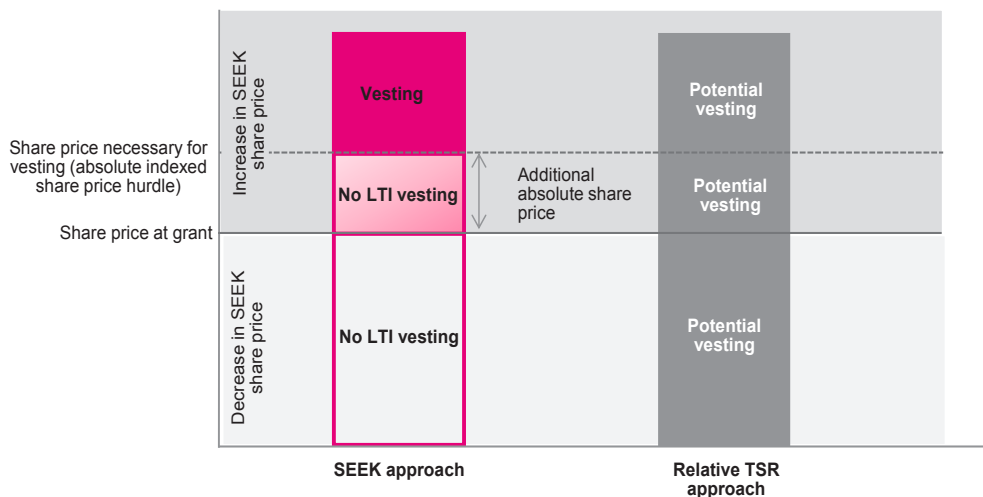 Increase in SEEK
share price
Vesting
Potential
vesting
Share price necessary for
vesting (absolute indexed
share price hurdle)
No LTI vesting
Additional
absolute share
price
Potential
vesting
Share price at grant
Decrease in SEEK
share price
No LTI vesting
Potential
vesting
SEEK approach
Relative TSR
approach